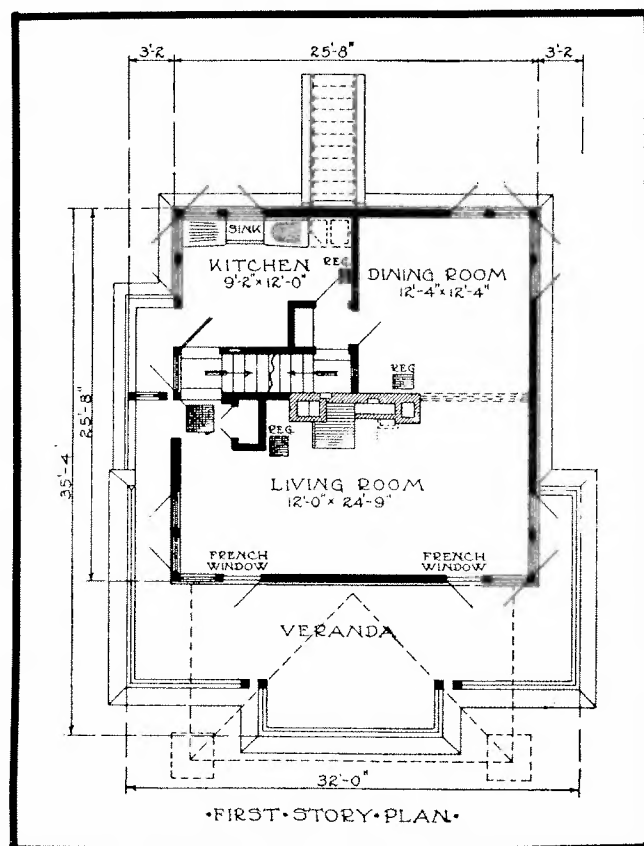 3'-2 25'-8" 3'-2
SINK
KITCHEN
9'-2" × 12'-0"
REG
DINING ROOM
12'-4" × 12'-4"
REG
REG
25'-8"
35'-4
LIVING ROOM
12'-0" × 24'-9"
FRENCH
WINDOW
FRENCH
WINDOW
VERANDA
32'-0"
•FIRST•STORY•PLAN•